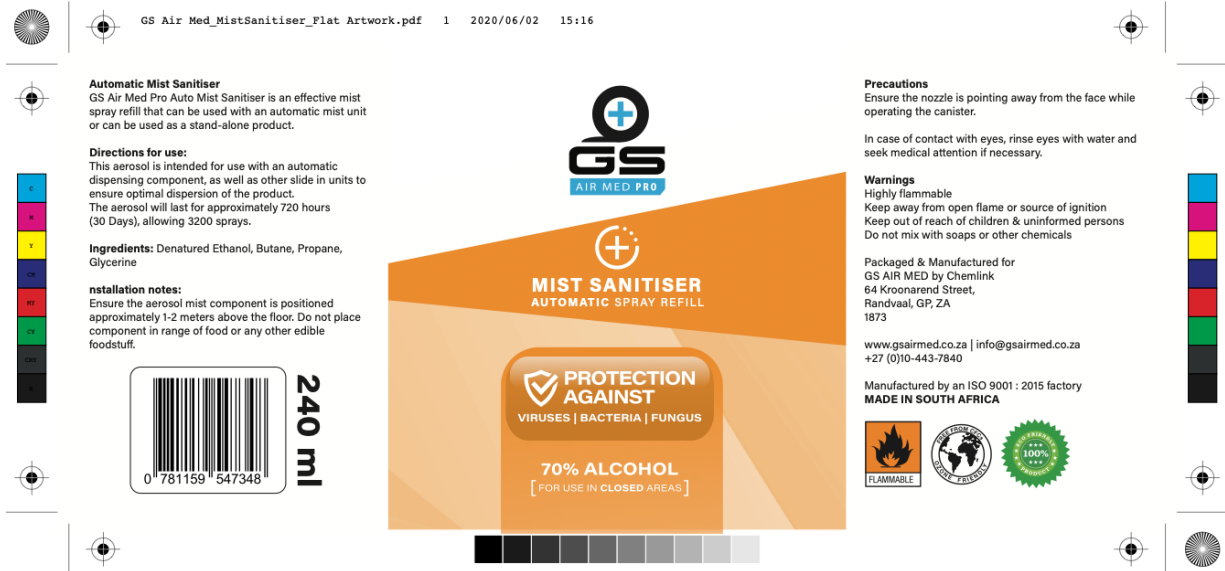 GS Air Med_MistSanitiser_Flat Artwork.pdf 1 2020/06/02 15:16
Automatic Mist Sanitiser
GS Air Med Pro Auto Mist Sanitiser is an effective mist
spray refill that can be used with an automatic mist unit
or can be used as a stand-alone product.
Directions for use:
This aerosol is intended for use with an automatic
dispensing component, as well as other slide in units to
ensure optimal dispersion of the product.
The aerosol will last for approximately 720 hours
(30 Days), allowing 3200 sprays.
Ingredients: Denatured Ethanol, Butane, Propane,
Glycerine
nstallation notes:
Ensure the aerosol mist component is positioned
approximately 1-2 meters above the floor. Do not place
component in range of food or any other edible
foodstuff.
0 781159 547348
240 ml
GS
AIR MED PRO
MIST SANITISER
AUTOMATIC SPRAY REFILL
PROTECTION
AGAINST
VIRUSES | BACTERIA | FUNGUS
70% ALCOHOL
[FOR USE IN CLOSED AREAS]
Precautions
Ensure the nozzle is pointing away from the face while
operating the canister.
In case of contact with eyes, rinse eyes with water and
seek medical attention if necessary.
Warnings
Highly flammable
Keep away from open flame or source of ignition
Keep out of reach of children & uninformed persons
Do not mix with soaps or other chemicals
Packaged & Manufactured for
GS AIR MED by Chemlink
64 Kroonarend Street,
Randvaal, GP, ZA
1873
www.gsairmed.co.za | info@gsairmed.co.za
+27 (0)10-443-7840
Manufactured by an ISO 9001 : 2015 factory
MADE IN SOUTH AFRICA
FLAMMABLE
FREE FROM CFCs
OZONE FRIENDLY
ECO FRIENDLY
100%
PRODUCT
C
M
Y
CM
MY
CY
CMY